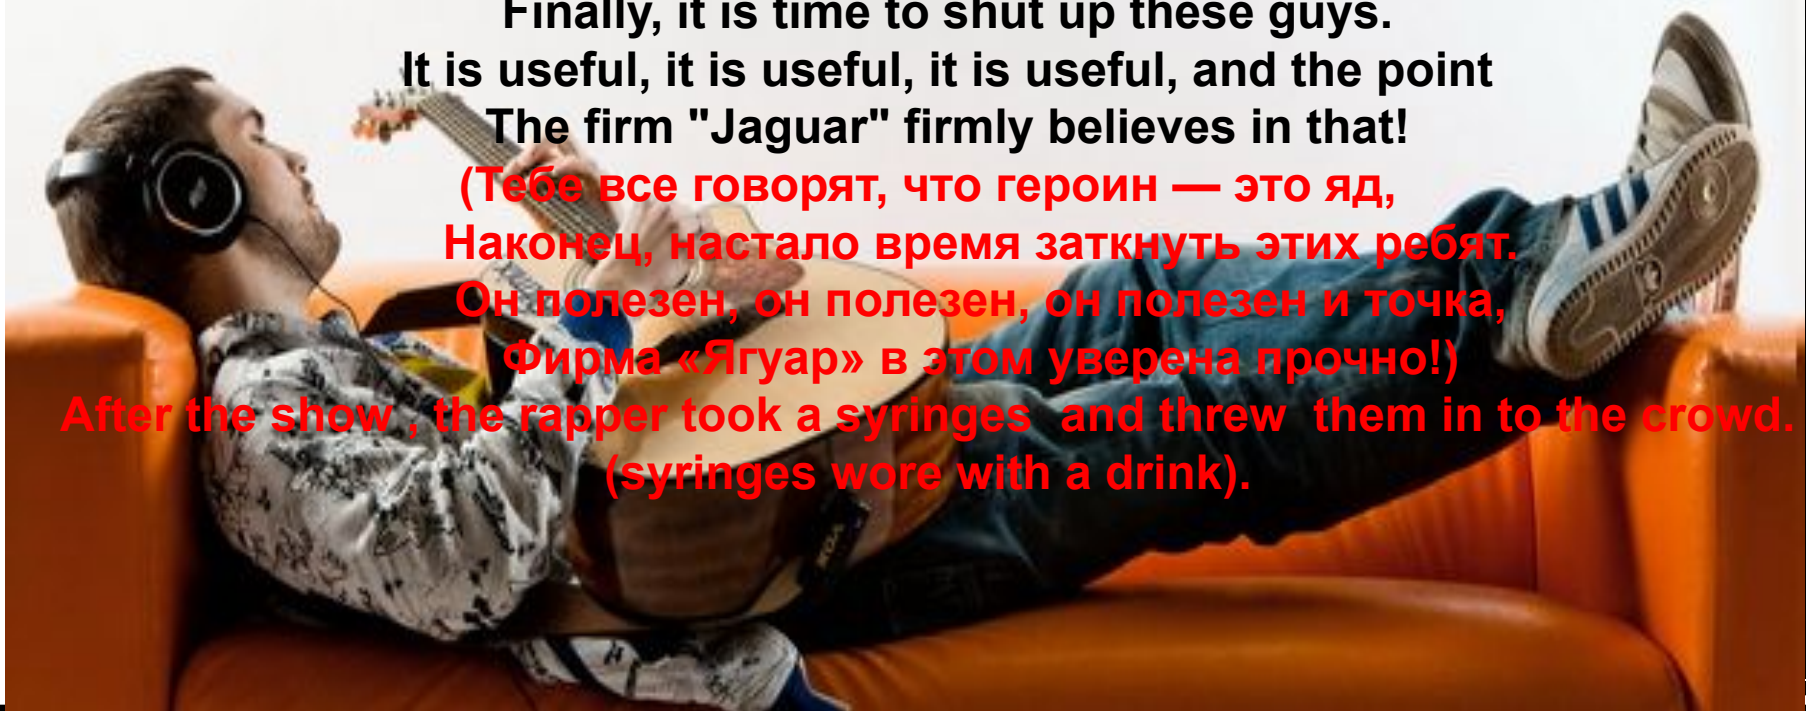 Finally, it is time to shut up these guys.
It is useful, it is useful, it is useful, and the point
The firm "Jaguar" firmly believes in that!
(Тебе все говорят, что героин — это яд,
Наконец, настало время заткнуть этих ребят.
Он полезен, он полезен, он полезен и точка,
Фирма «Ягуар» в этом уверена прочно!)
After the show , the rapper took a syringes  and threw  them in to the crowd.
(syringes wore with a drink).